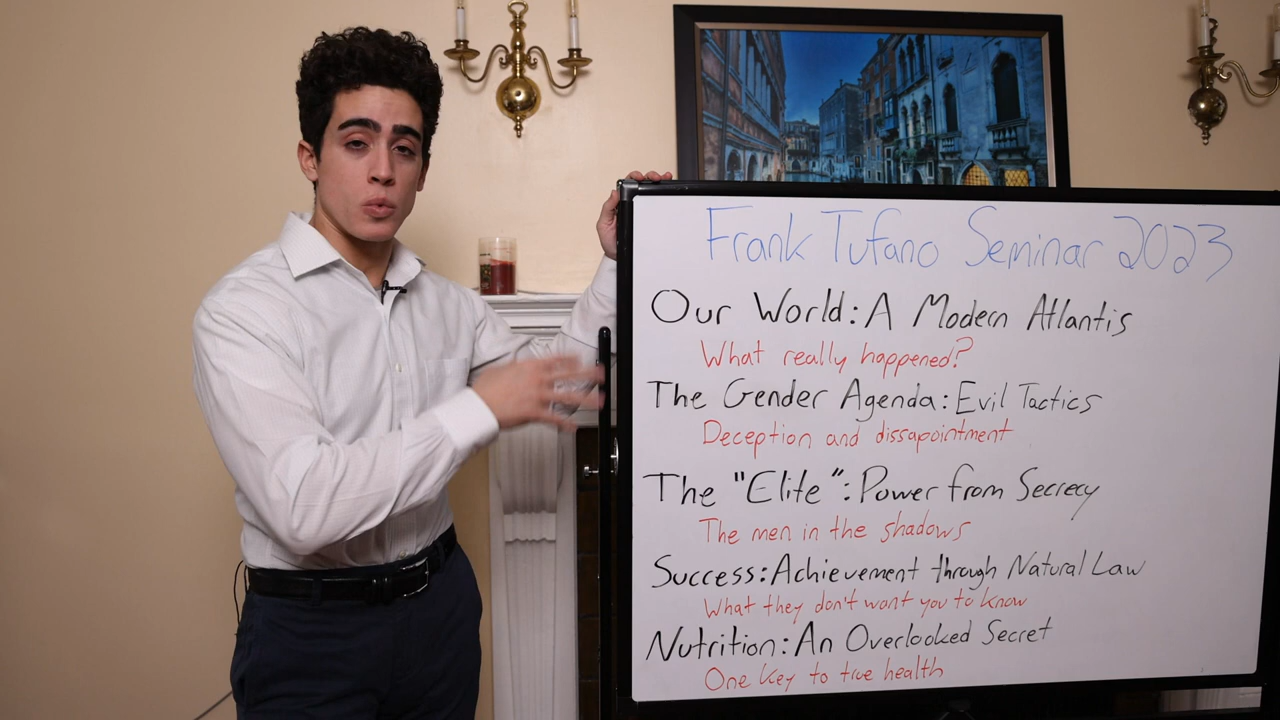 Frank Tufano Seminar 2023
Our World: A Modern Atlantis
What really happened?
The Gender Agenda: Evil Tactics
Deception and dissapointment
The "Elite": Power from Secrecy
The men in the shadows
Success: Achievement through Natural Law
What they don't want you to know
Nutrition: An Overlooked Secret
One key to true health